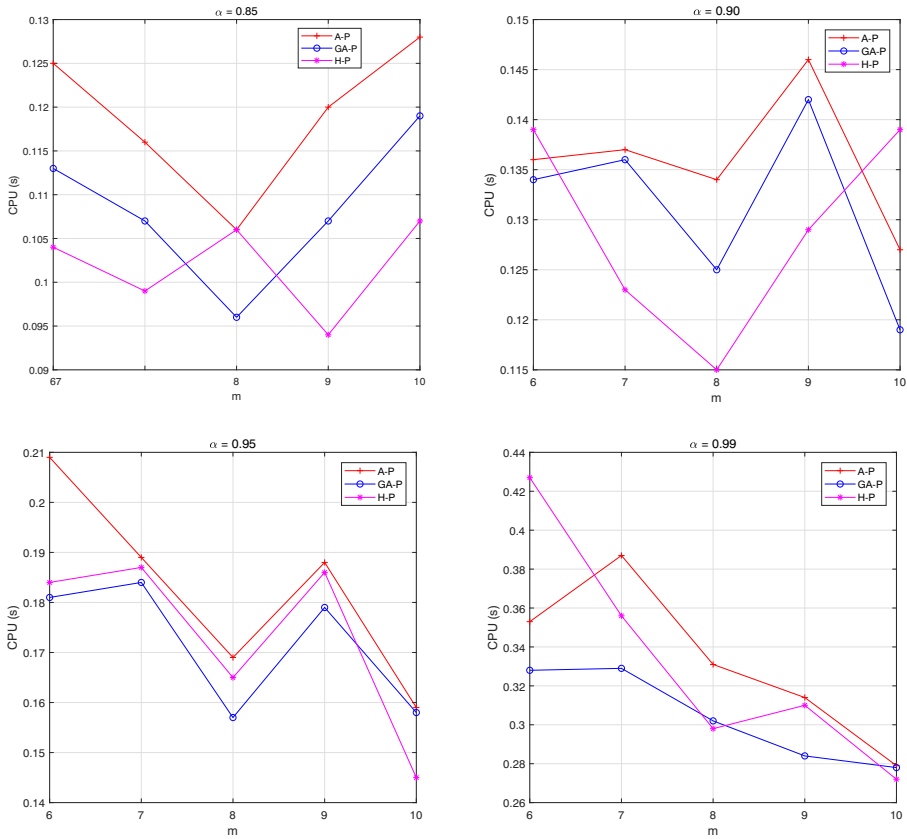 α = 0.85
0.13
0.125
0.12
0.115
0.11
0.105
0.1
0.095
0.09
CPU (s)
A-P
GA-P
H-P
67
8
9
10
m
α = 0.90
0.15
0.145
0.14
0.135
0.13
0.125
0.12
0.115
CPU (s)
A-P
GA-P
H-P
6
7
8
9
10
m
α = 0.95
0.21
0.2
0.19
0.18
0.17
0.16
0.15
0.14
CPU (s)
A-P
GA-P
H-P
6
7
8
9
10
m
α = 0.99
0.44
0.42
0.4
0.38
0.36
0.34
0.32
0.3
0.28
0.26
CPU (s)
A-P
GA-P
H-P
6
7
8
9
10
m